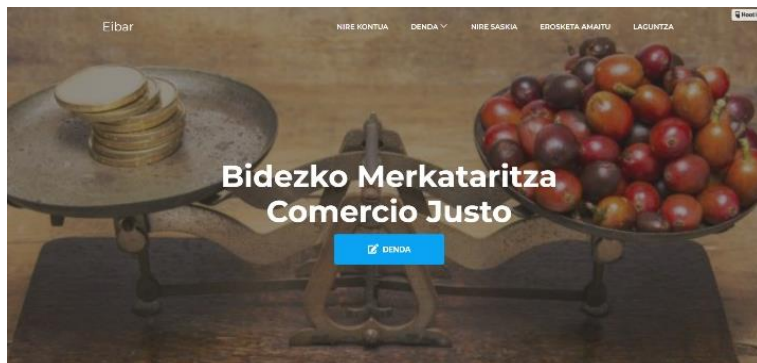 Eibar
NIRE KONTUA DENDA NIRE SASKIA EROSKETA AMAITU LAGUNTZA
Bidezko Merkataritza
Comercio Justo
DENDA